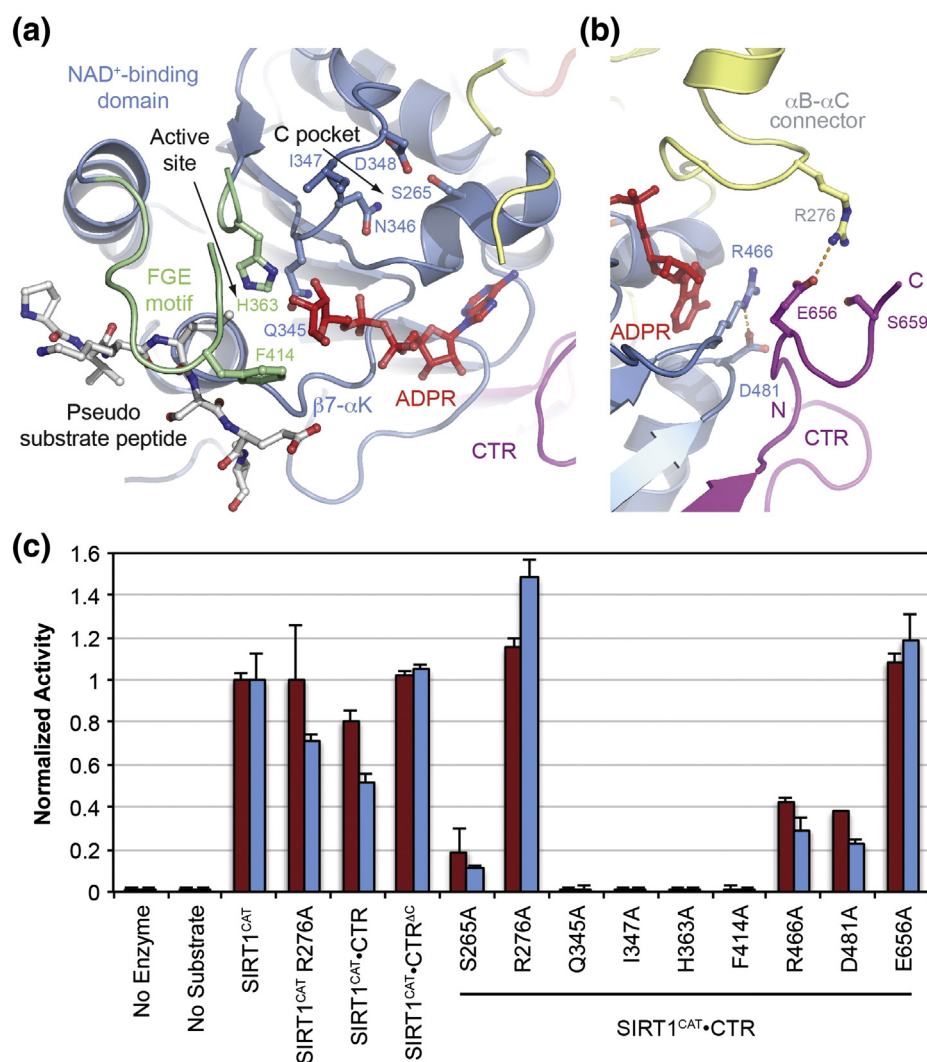 (a)
NAD⁺-binding
domain
Active
site
C pocket
I347
D348
S265
N346
FGE
motif
H363
Q345
F414
β7-αK
ADPR
Pseudo
substrate peptide
CTR
(b)
αB-αC
connector
R276
R466
ADPR
E656
C
S659
D481
N
CTR
(c)
Normalized Activity
1.6
1.4
1.2
1
0.8
0.6
0.4
0.2
0
No Enzyme
No Substrate
SIRT1ᶜᴬᵀ
SIRT1ᶜᴬᵀ R276A
SIRT1ᶜᴬᵀ•CTR
SIRT1ᶜᴬᵀ•CTRᐃᶜ
S265A
R276A
Q345A
I347A
H363A
F414A
R466A
D481A
E656A
SIRT1ᶜᴬᵀ•CTR